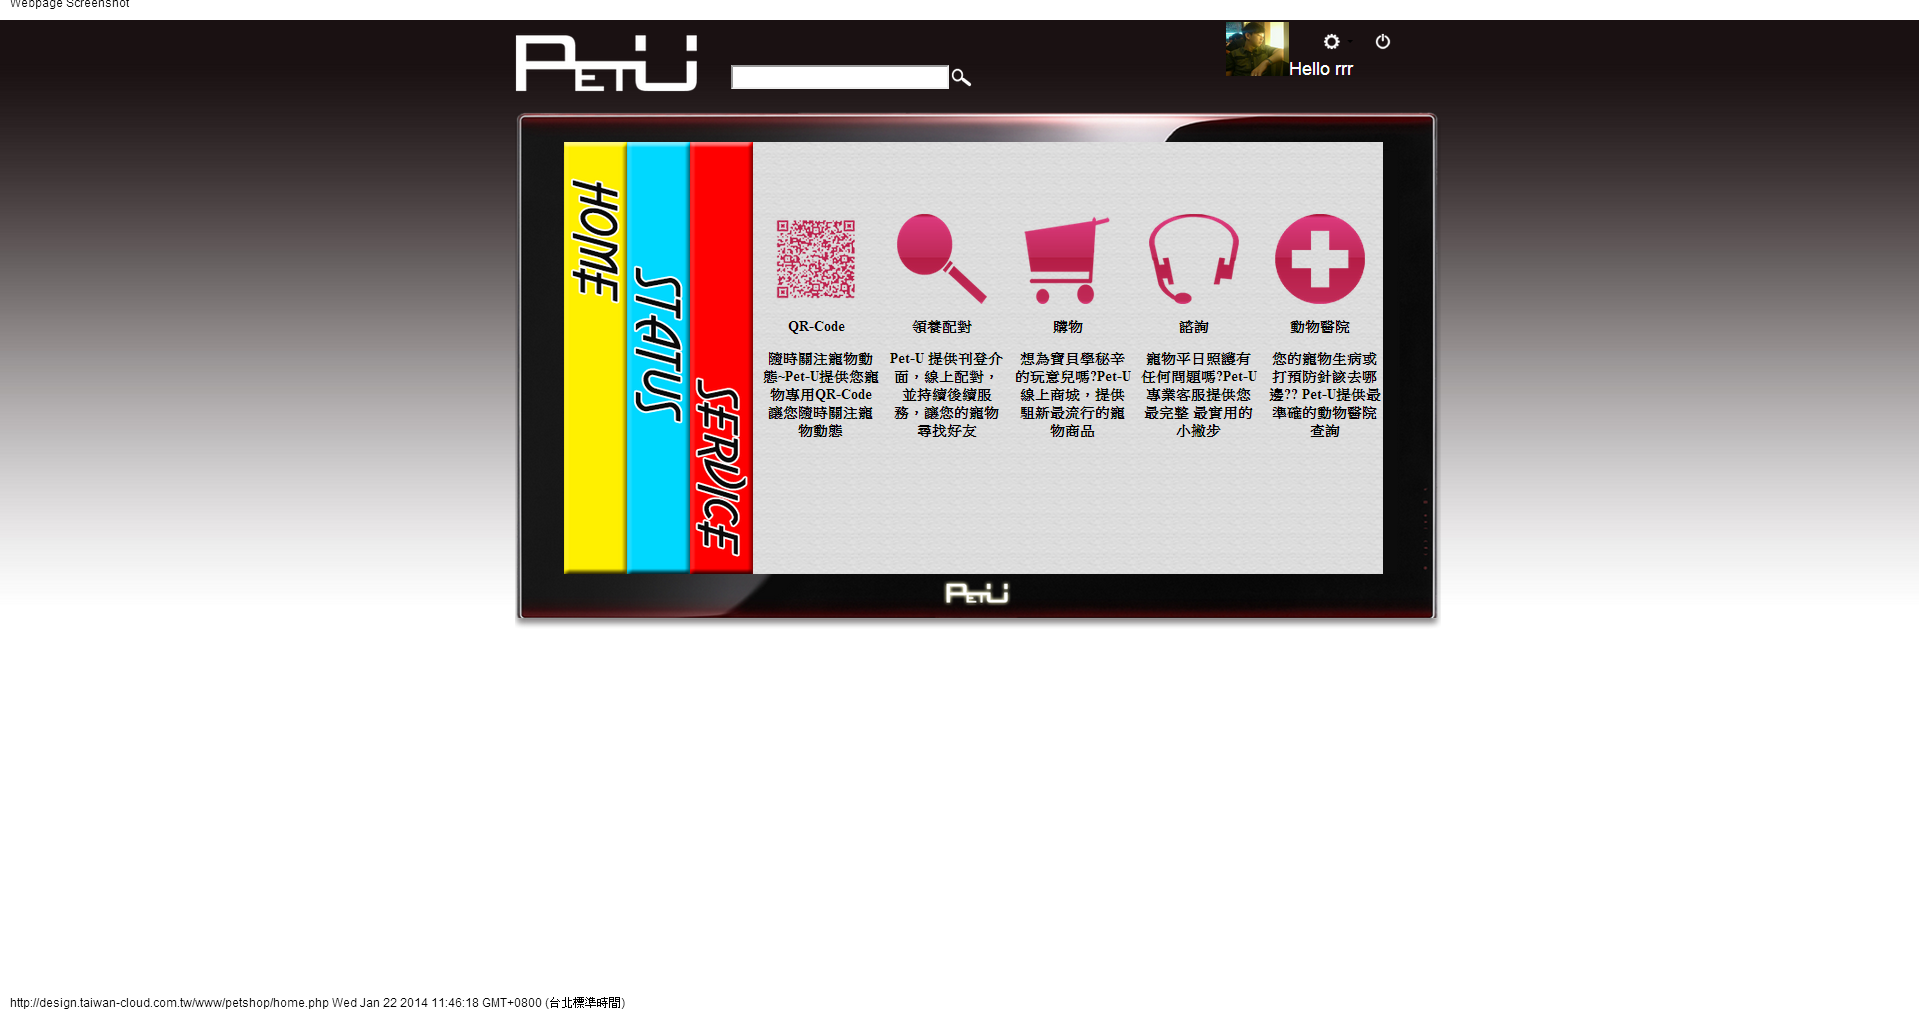 Webpage Screenshot
PETU
Hello rrr
HOME
STATUS
SERVICE
QR-Code
隨時關注寵物動
態~Pet-U提供您寵
物專用QR-Code
讓您隨時關注寵
物動態
領養配對
Pet-U 提供刊登介
面，線上配對，
並持續後續服
務，讓您的寵物
尋找好友
購物
想為寶貝學秘辛
的玩意兒嗎?Pet-U
線上商城，提供
駔新最流行的寵
物商品
諮詢
寵物平日照護有
任何問題嗎?Pet-U
專業客服提供您
最完整 最實用的
小撇步
動物醫院
您的寵物生病或
打預防針該去哪
邊?? Pet-U提供最
準確的動物醫院
查詢
PETU
http://design.taiwan-cloud.com.tw/www/petshop/home.php Wed Jan 22 2014 11:46:18 GMT+0800 (台北標準時間)